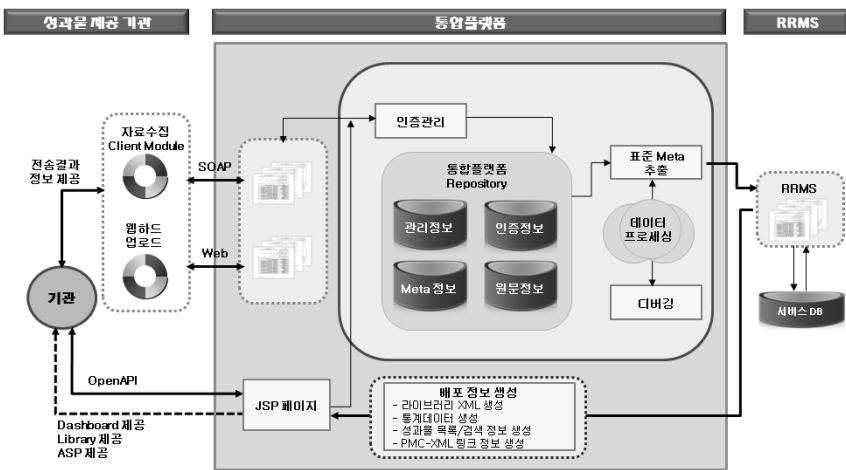 성과물 제공 기관
통합플랫폼
RRMS
자료수집
Client Module
웹하드
업로드
전송결과
정보 제공
기관
SOAP
Web
OpenAPI
Dashboard 제공
Library 제공
ASP 제공
인증관리
통합플랫폼
Repository
관리정보
인증정보
Meta 정보
원문정보
표준 Meta
추출
데이터
프로세싱
디버깅
RRMS
서비스 DB
JSP 페이지
배포 정보 생성
- 라이브러리 XML 생성
- 통계데이터 생성
- 성과물 목록/검색 정보 생성
- PMC-XML 링크 정보 생성